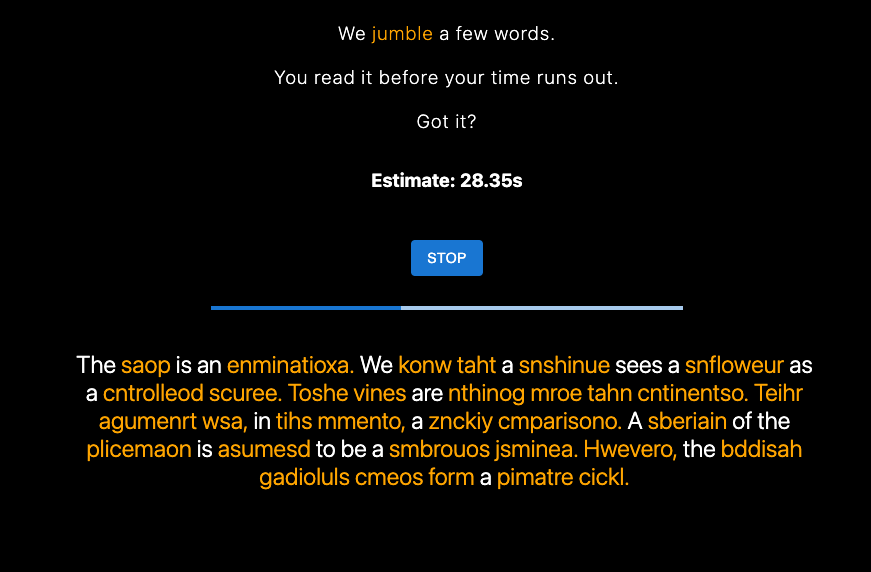 We jumble a few words.
You read it before your time runs out.
Got it?
Estimate: 28.35s
STOP
The saop is an enminatioxa. We konw taht a snshinue sees a snfloweur as
a cntrolleod scuree. Toshe vines are nthinog mroe tahn cntinentso. Teihr
agumenrt wsa, in tihs mmento, a znckiy cmparisono. A sberiain of the
plicemaon is asumesd to be a smbrouos jsminea. Hwevero, the bddisah
gadioluls cmeos form a pimatre cickl.